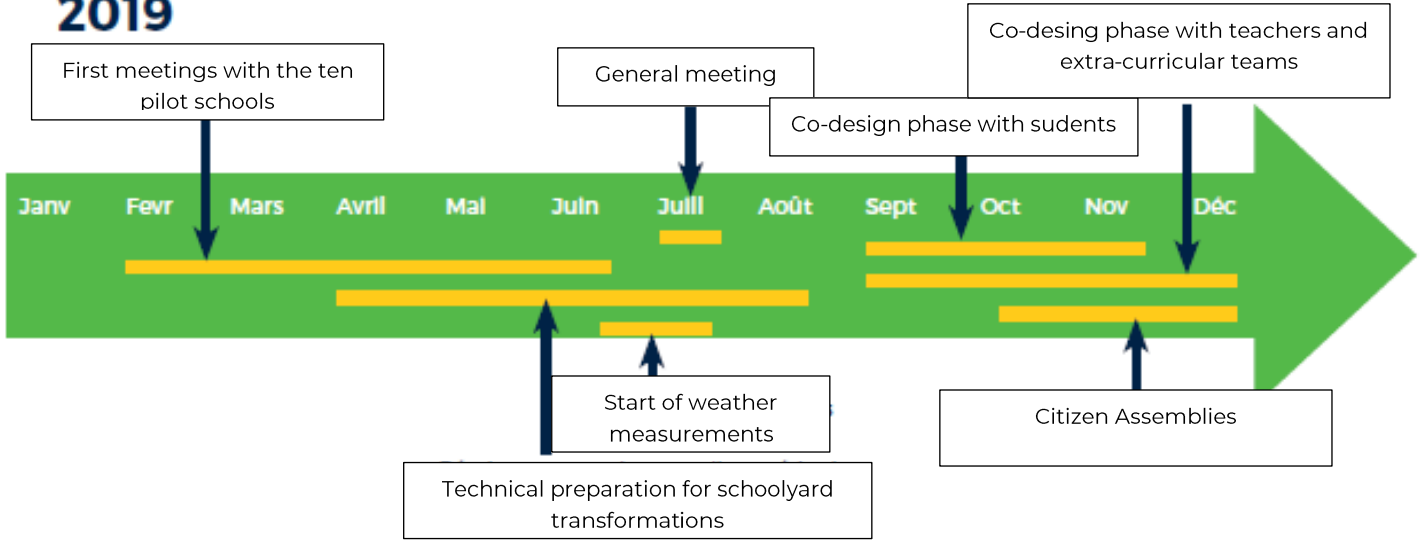 2019
Co-desing phase with teachers and
extra-curricular teams
First meetings with the ten
pilot schools
General meeting
Co-design phase with sudents
Janv Fevr Mars Avril Mai Juin Juill Août Sept Oct Nov Déc
Start of weather
measurements
Citizen Assemblies
Technical preparation for schoolyard
transformations